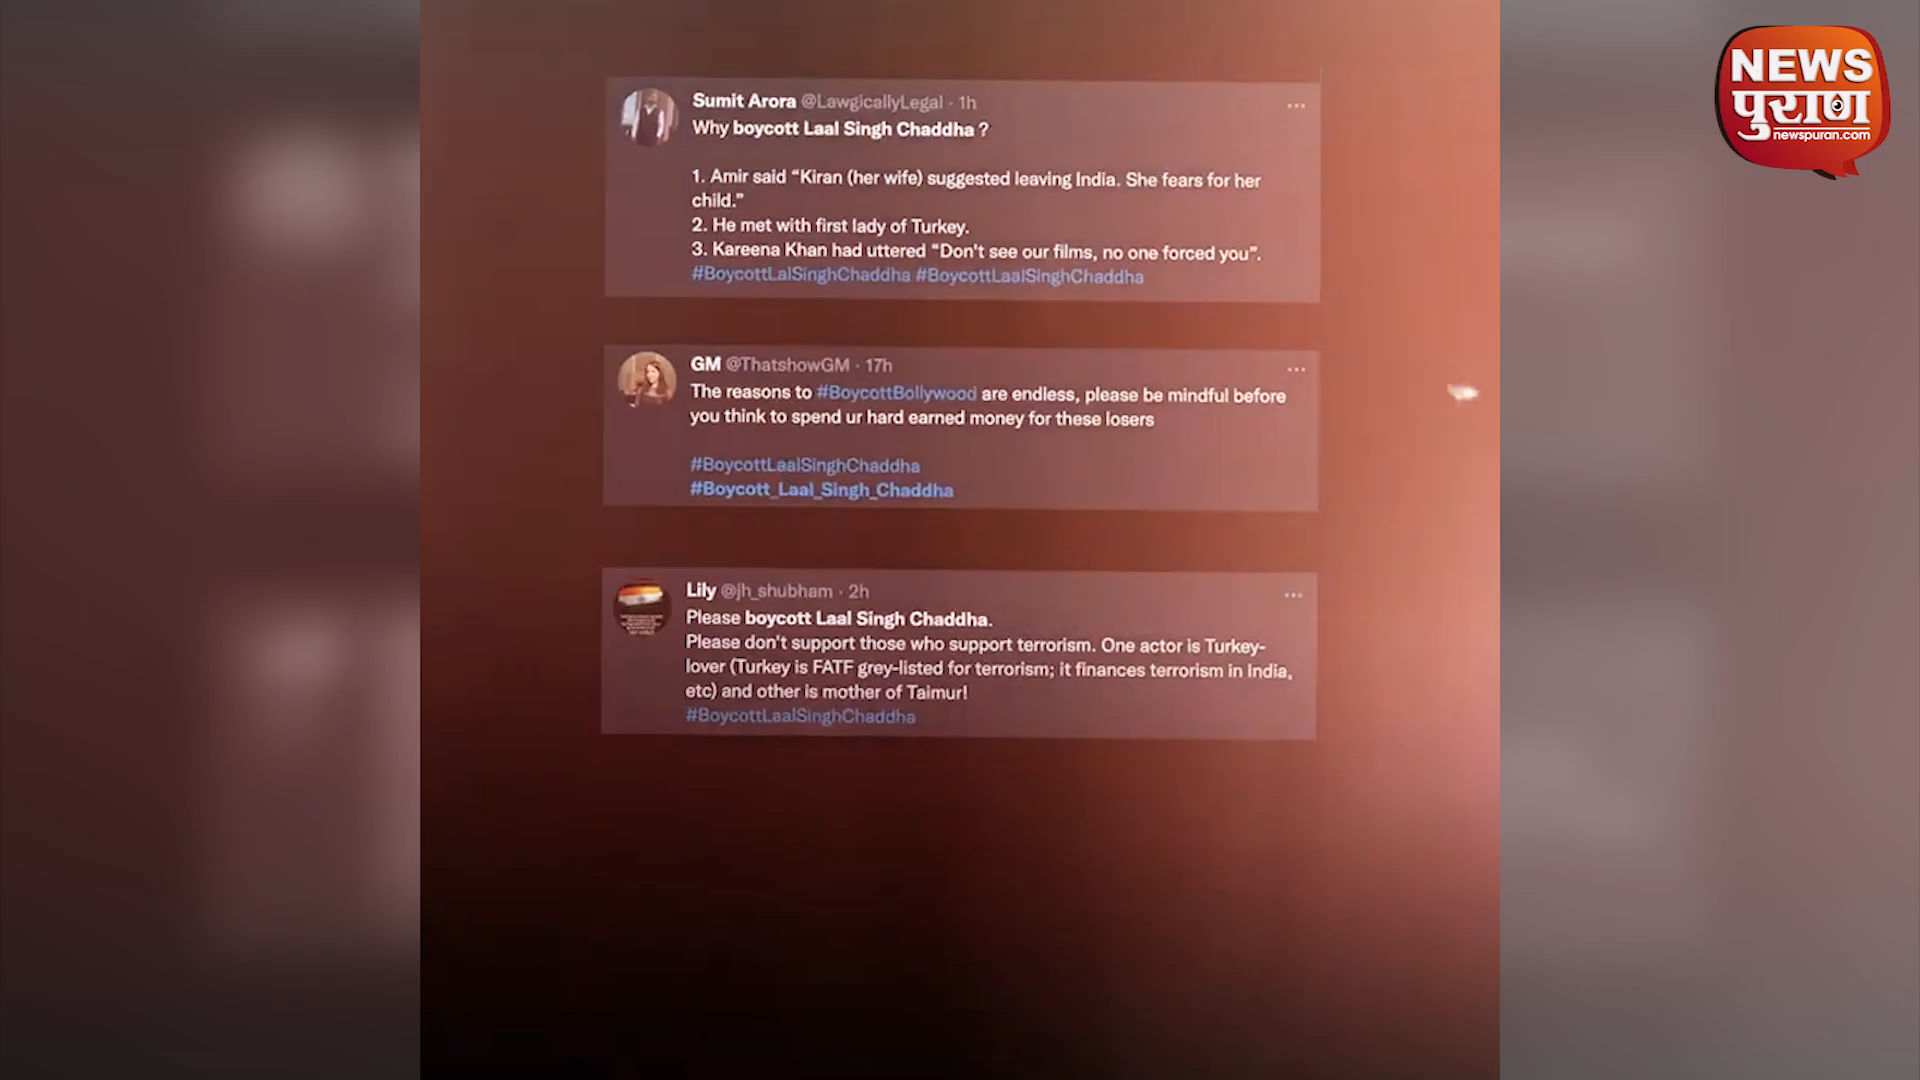 NEWS
पुराण
newspuran.com
Sumit Arora @LawgicallyLegal · 1h
Why boycott Laal Singh Chaddha ?
1. Amir said “Kiran (her wife) suggested leaving India. She fears for her
child.”
2. He met with first lady of Turkey.
3. Kareena Khan had uttered “Don't see our films, no one forced you”.
#BoycottLalSinghChaddha #BoycottLaalSinghChaddha
GM @ThatshowGM · 17h
The reasons to #BoycottBollywood are endless, please be mindful before
you think to spend ur hard earned money for these losers
#BoycottLaalSinghChaddha
#Boycott_Laal_Singh_Chaddha
Lily @jh_shubham · 2h
Please boycott Laal Singh Chaddha.
Please don't support those who support terrorism. One actor is Turkey-
lover (Turkey is FATF grey-listed for terrorism; it finances terrorism in India,
etc) and other is mother of Taimur!
#BoycottLaalSinghChaddha